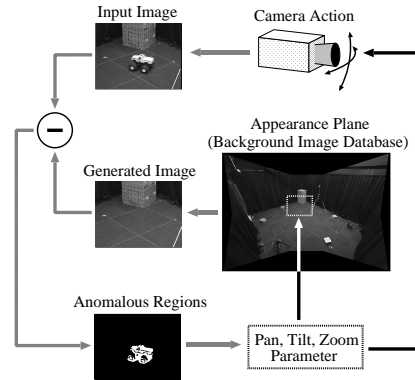 Input Image
Camera Action
Appearance Plane
(Background Image Database)
Generated Image
Anomalous Regions
Pan, Tilt, Zoom
Parameter